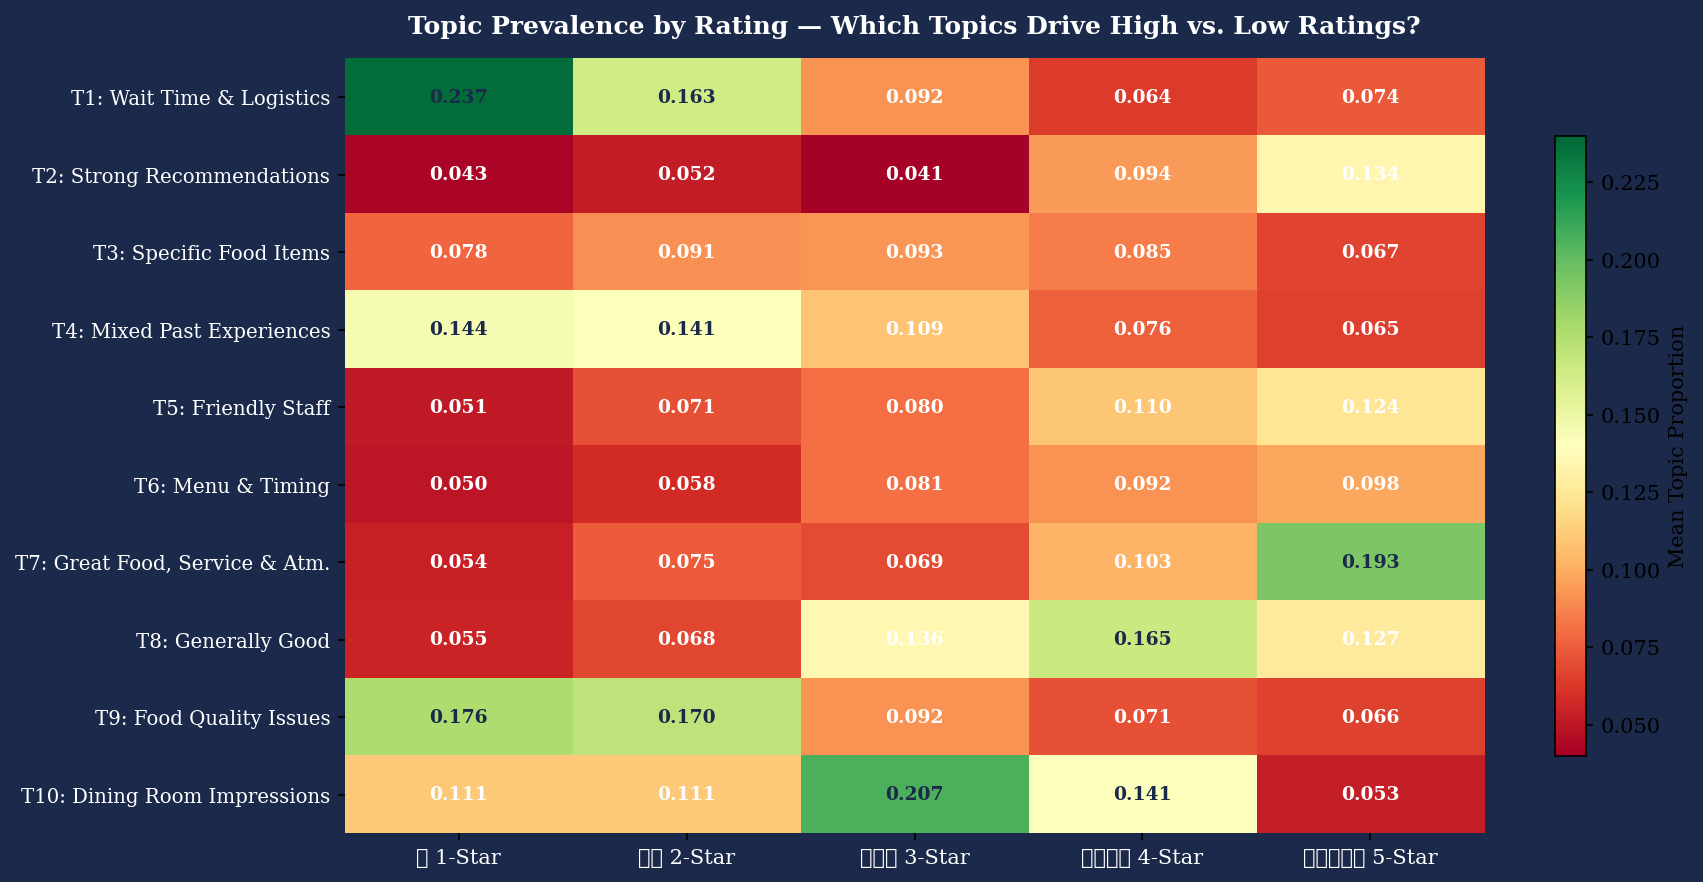 Topic Prevalence by Rating — Which Topics Drive High vs. Low Ratings?
T1: Wait Time & Logistics 0.237 0.163 0.092 0.064 0.074
T2: Strong Recommendations 0.043 0.052 0.041 0.094 0.134
T3: Specific Food Items 0.078 0.091 0.093 0.085 0.067
T4: Mixed Past Experiences 0.144 0.141 0.109 0.076 0.065
T5: Friendly Staff 0.051 0.071 0.080 0.110 0.124
T6: Menu & Timing 0.050 0.058 0.081 0.092 0.098
T7: Great Food, Service & Atm. 0.054 0.075 0.069 0.103 0.193
T8: Generally Good 0.055 0.068 0.136 0.165 0.127
T9: Food Quality Issues 0.176 0.170 0.092 0.071 0.066
T10: Dining Room Impressions 0.111 0.111 0.207 0.141 0.053
▯ 1-Star ▯▯ 2-Star ▯▯▯ 3-Star ▯▯▯▯ 4-Star ▯▯▯▯▯ 5-Star
0.225
0.200
0.175
0.150
0.125
0.100
0.075
0.050
Mean Topic Proportion